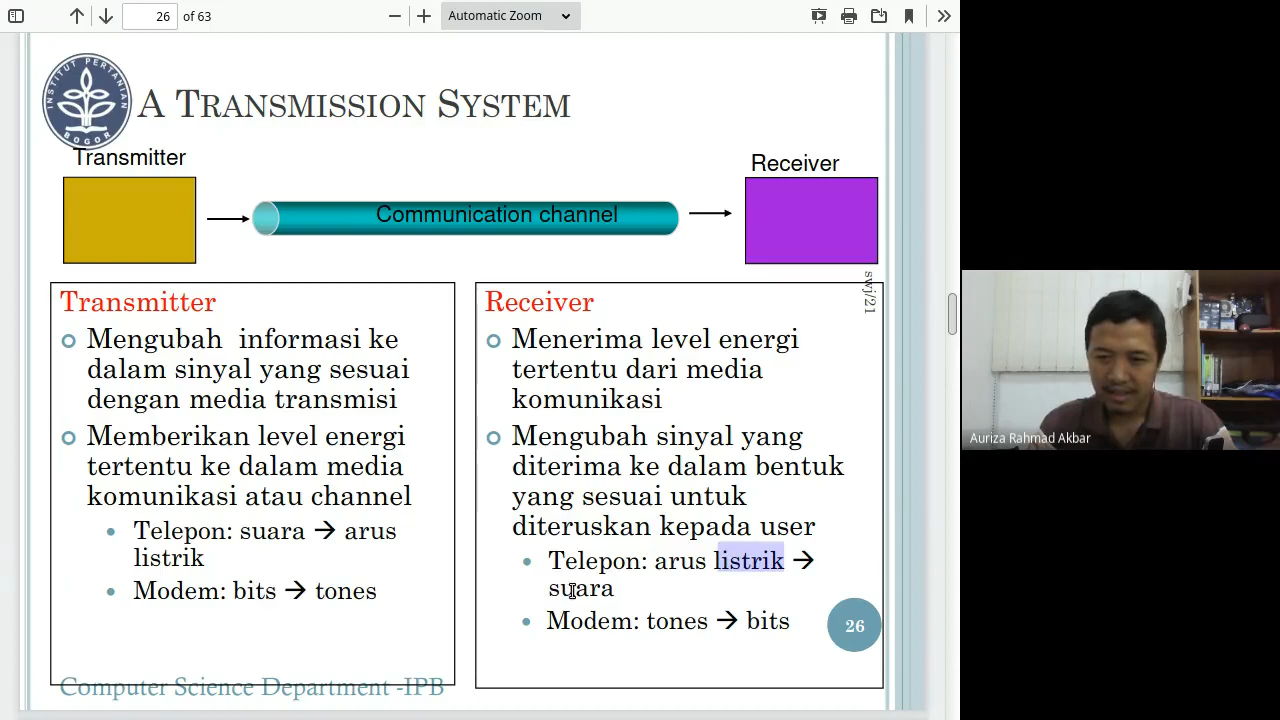 26 of 63
Automatic Zoom
INSTITUT PERTANIAN
BOGOR
A TRANSMISSION SYSTEM
Transmitter
Receiver
Communication channel
swj/21
Transmitter
Mengubah informasi ke
dalam sinyal yang sesuai
dengan media transmisi
Memberikan level energi
tertentu ke dalam media
komunikasi atau channel
Telepon: suara → arus
listrik
Modem: bits → tones
Receiver
Menerima level energi
tertentu dari media
komunikasi
Mengubah sinyal yang
diterima ke dalam bentuk
yang sesuai untuk
diteruskan kepada user
Telepon: arus listrik →
suara
Modem: tones → bits
26
Computer Science Department -IPB
Auriza Rahmad Akbar